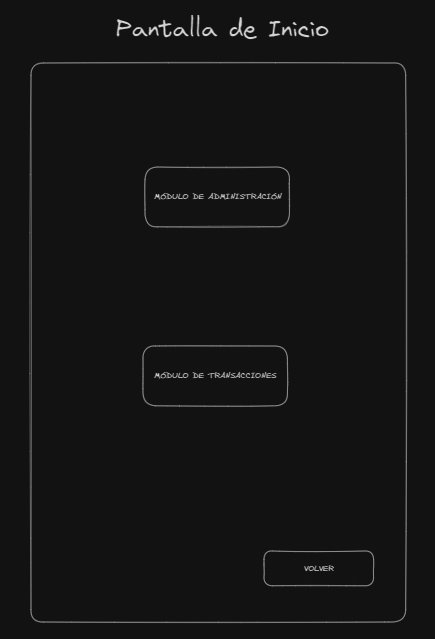 Pantalla de Inicio
MÓDULO DE ADMINISTRACIÓN
MÓDULO DE TRANSACCIONES
VOLVER